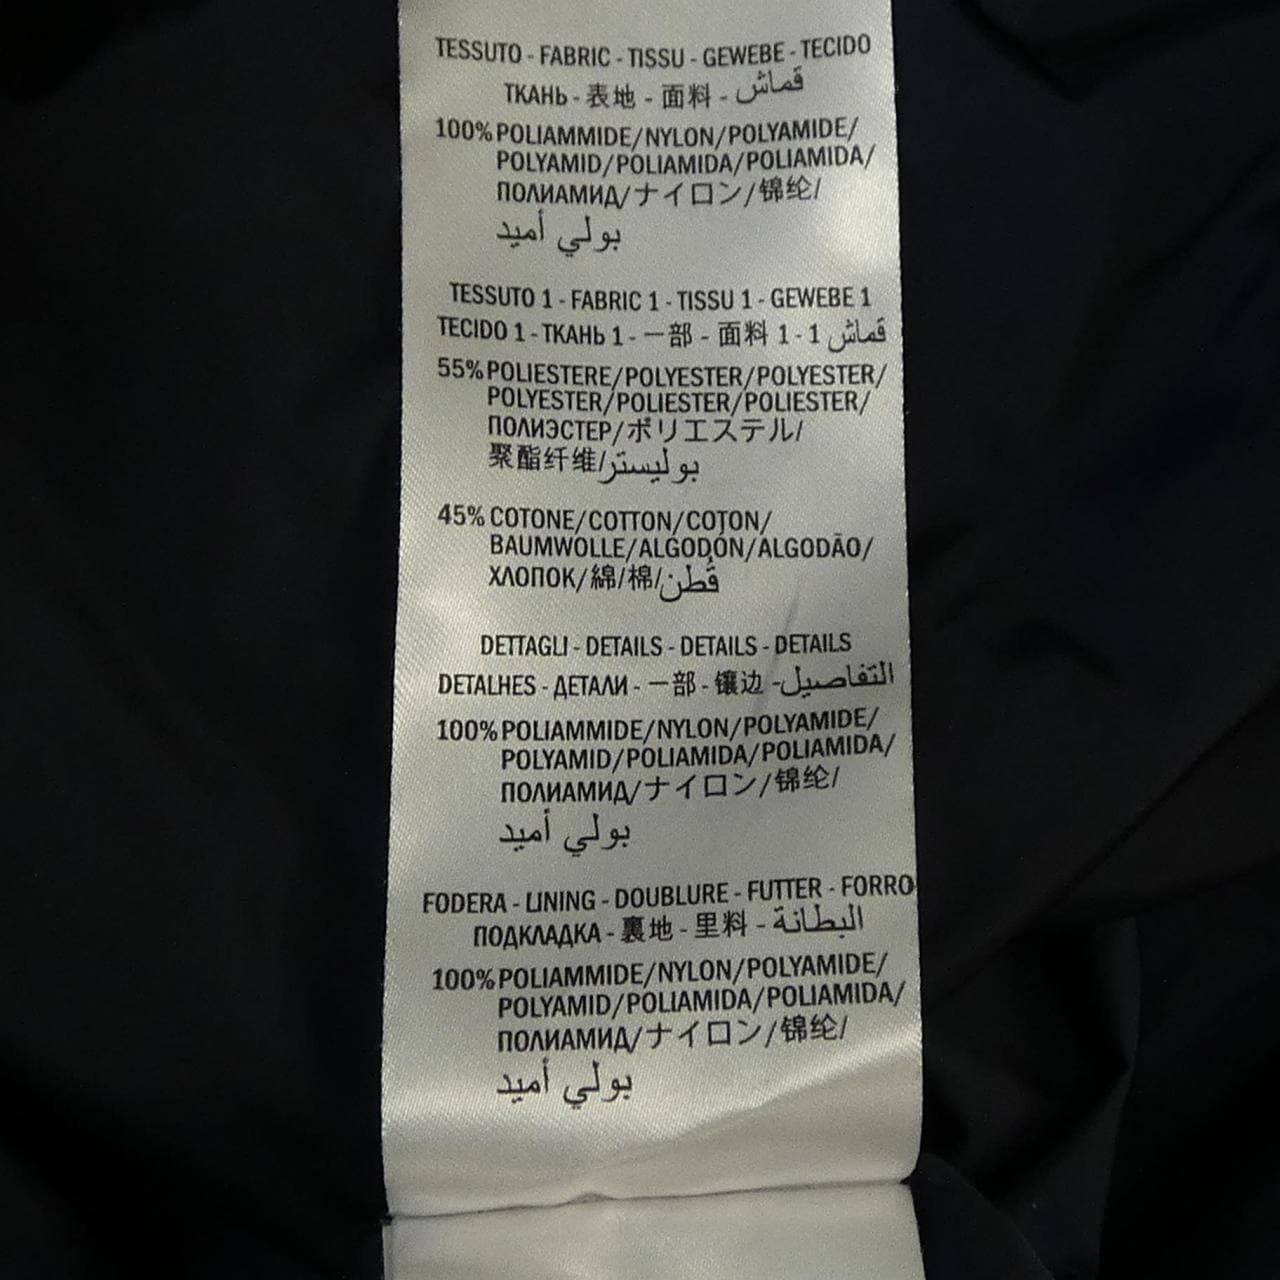 TESSUTO - FABRIC - TISSU - GEWEBE - TECIDO
ТКАНЬ - 表地 - 面料 - قماش
100% POLIAMMIDE/NYLON/POLYAMIDE/
POLYAMID/POLIAMIDA/POLIAMIDA/
ПОЛИАМИД/ナイロン/锦纶/
بولي أميد
TESSUTO 1 - FABRIC 1 - TISSU 1 - GEWEBE 1
TECIDO 1 - ТКАНЬ 1 - 一部 - 面料 1 - 1 قماش
55% POLIESTERE/POLYESTER/POLYESTER/
POLYESTER/POLIESTER/POLIESTER/
ПОЛИЭСТЕР/ポリエステル/
聚酯纤维/بوليستر
45% COTONE/COTTON/COTON/
BAUMWOLLE/ALGODÓN/ALGODÃO/
ХЛОПОК/綿/棉/قُطن
DETTAGLI - DETAILS - DETAILS - DETAILS
DETALHES - ДЕТАЛИ - 一部 - 镶边 - التفاصيل
100% POLIAMMIDE/NYLON/POLYAMIDE/
POLYAMID/POLIAMIDA/POLIAMIDA/
ПОЛИАМИД/ナイロン/锦纶/
بولي أميد
FODERA - LINING - DOUBLURE - FUTTER - FORRO
ПОДКЛАДКА - 裏地 - 里料 - البطانة
100% POLIAMMIDE/NYLON/POLYAMIDE/
POLYAMID/POLIAMIDA/POLIAMIDA/
ПОЛИАМИД/ナイロン/锦纶/
بولي أميد